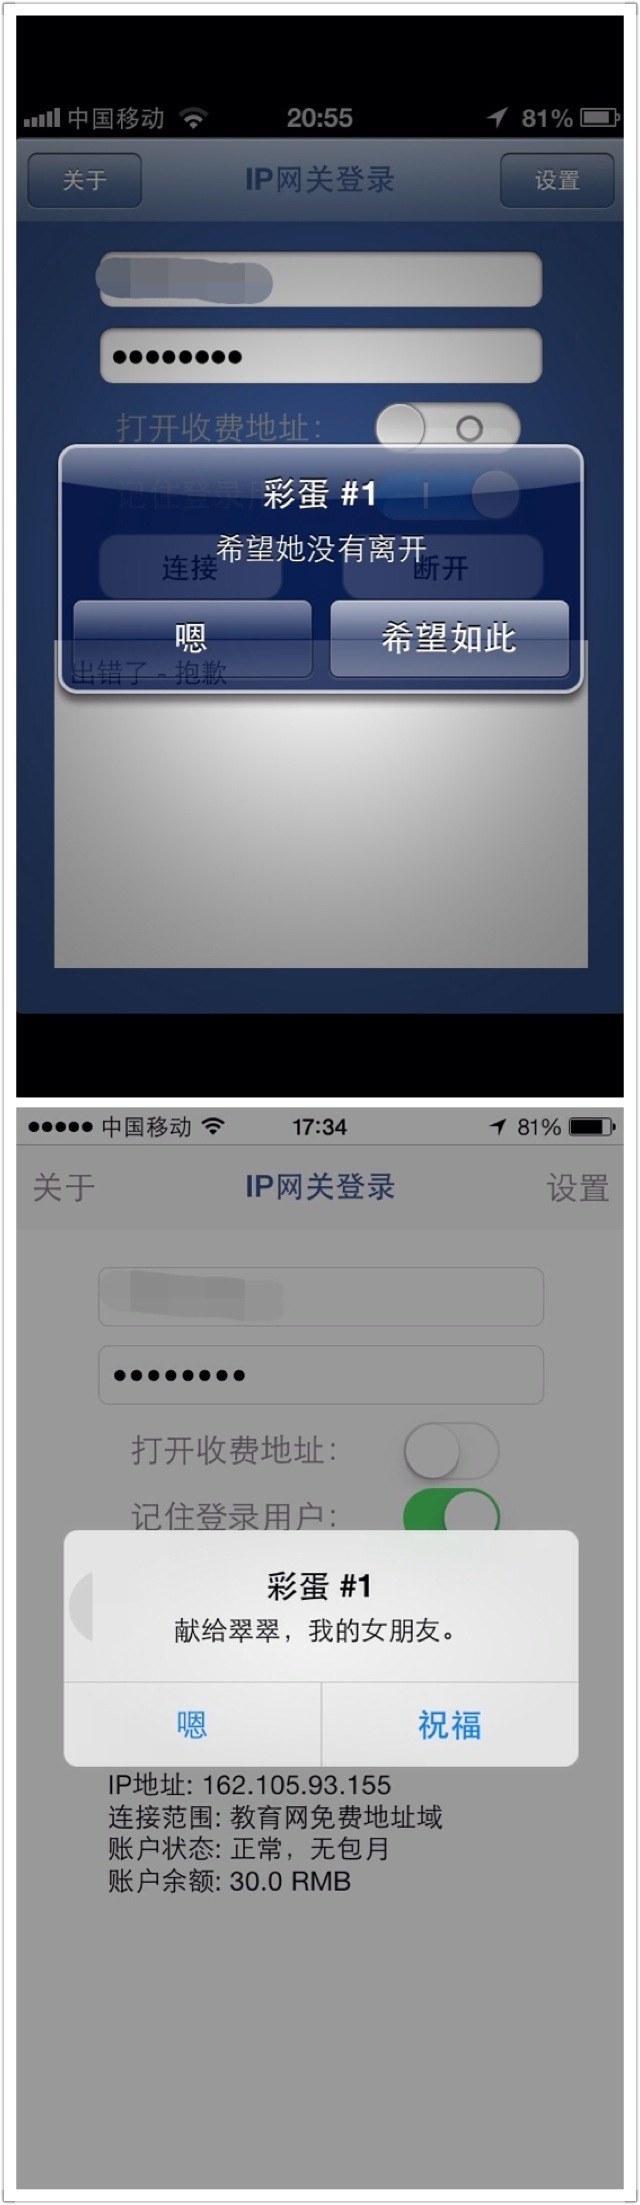 中国移动 20:55 81%
关于 IP网关登录 设置
••••••••
打开收费地址:
记住登录用
彩蛋 #1
希望她没有离开
连接 断开
嗯 希望如此
出错了 - 抱歉
中国移动 17:34 81%
关于 IP网关登录 设置
••••••••
打开收费地址:
记住登录用户:
彩蛋 #1
献给翠翠，我的女朋友。
嗯 祝福
IP地址: 162.105.93.155
连接范围: 教育网免费地址域
账户状态: 正常，无包月
账户余额: 30.0 RMB